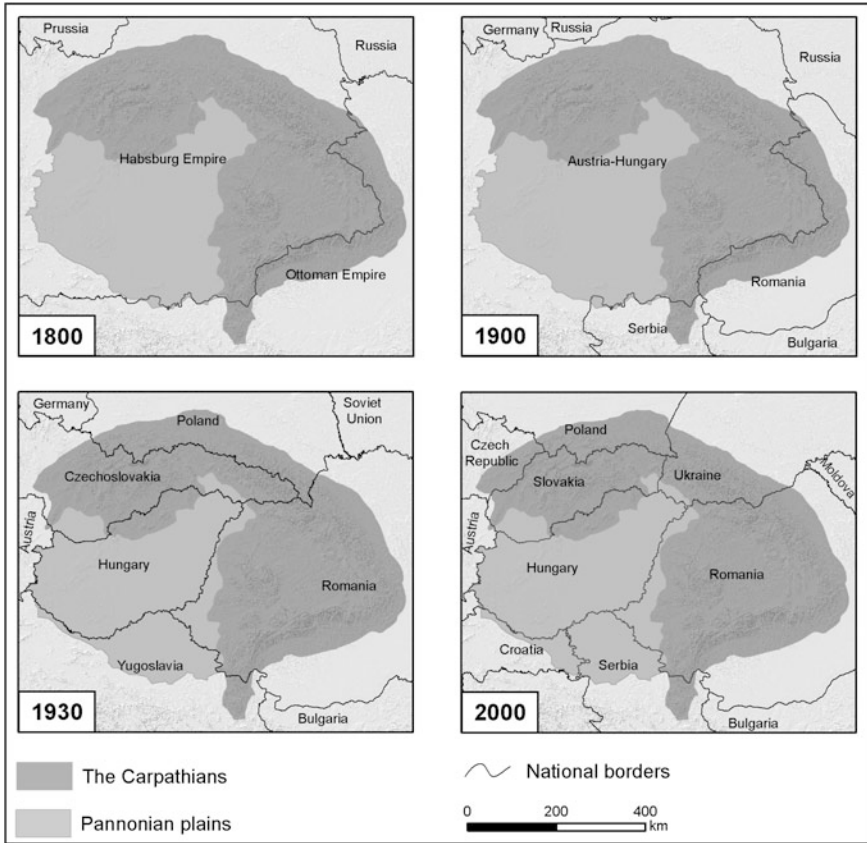 Prussia
Russia
Habsburg Empire
Ottoman Empire
1800
Germany
Russia
Russia
Austria-Hungary
Romania
Serbia
Bulgaria
1900
Germany
Poland
Soviet
Union
Czechoslovakia
Austria
Hungary
Romania
Yugoslavia
Bulgaria
1930
Poland
Czech
Republic
Slovakia
Ukraine
Moldova
Austria
Hungary
Romania
Croatia
Serbia
Bulgaria
2000
The Carpathians
Pannonian plains
National borders
0 200 400
km